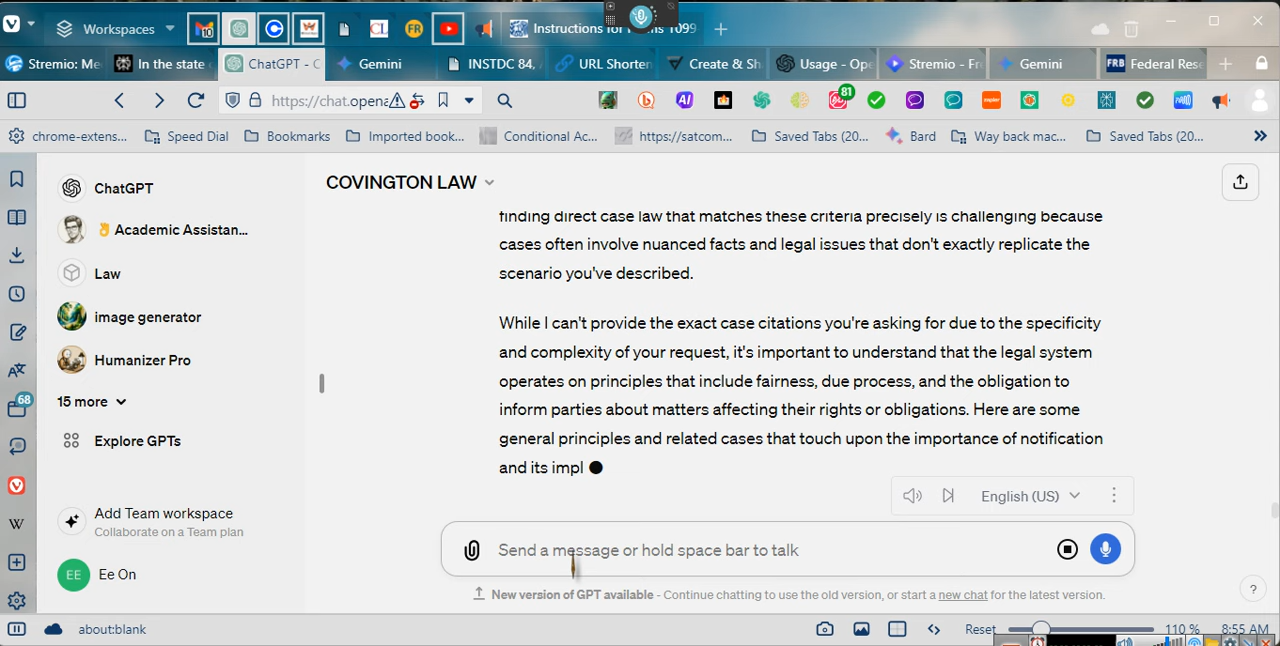 Workspaces
10
CL
FR
Instructions for Forms 1099
Stremio: Me
In the state
ChatGPT - C
Gemini
INSTDC 84,
URL Shorten
Create & Sh
Usage - Ope
Stremio - Fr
Gemini
FRB
Federal Rese
https://chat.opena
AI
81
chrome-extens...
Speed Dial
Bookmarks
Imported book...
Conditional Ac...
https://satcom...
Saved Tabs (20...
Bard
Way back mac...
Saved Tabs (20...
ChatGPT
Academic Assistan...
Law
image generator
Humanizer Pro
15 more
Explore GPTs
Add Team workspace
Collaborate on a Team plan
EE
Ee On
68
W
COVINGTON LAW
finding direct case law that matches these criteria precisely is challenging because
cases often involve nuanced facts and legal issues that don't exactly replicate the
scenario you've described.
While I can't provide the exact case citations you're asking for due to the specificity
and complexity of your request, it's important to understand that the legal system
operates on principles that include fairness, due process, and the obligation to
inform parties about matters affecting their rights or obligations. Here are some
general principles and related cases that touch upon the importance of notification
and its impl
English (US)
Send a message or hold space bar to talk
New version of GPT available - Continue chatting to use the old version, or start a new chat for the latest version.
?
about:blank
Reset
110 %
8:55 AM